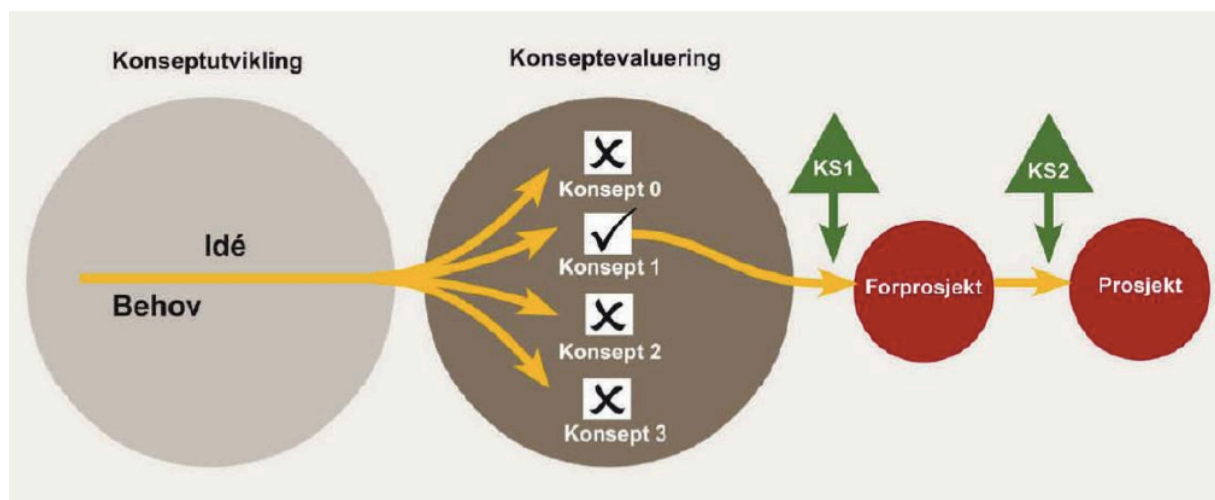 Konseptutvikling
Konseptevaluering
Idé
Behov
Konsept 0
Konsept 1
Konsept 2
Konsept 3
KS1
KS2
Forprosjekt
Prosjekt